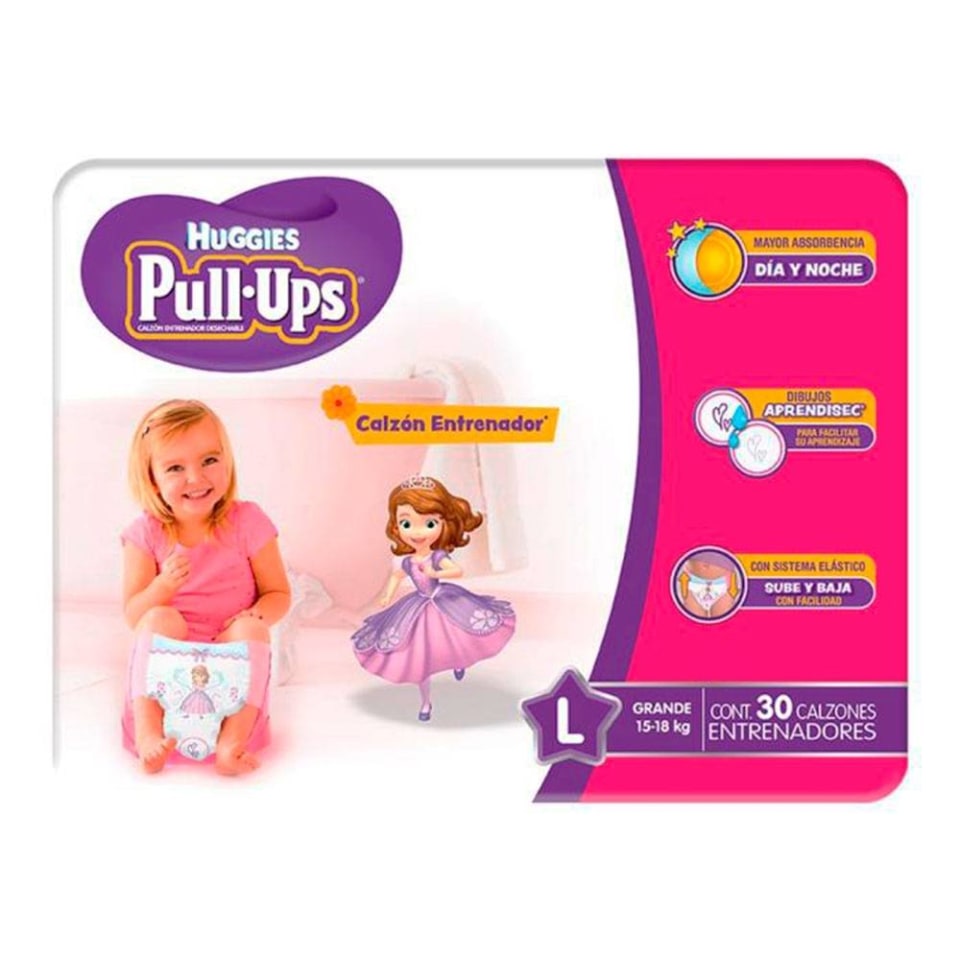 HUGGIES
Pull-Ups®
CALZÓN ENTRENADOR DESECHABLE
Calzón Entrenador*
MAYOR ABSORBENCIA
DÍA Y NOCHE
DIBUJOS
APRENDISEC*
PARA FACILITAR
SU APRENDIZAJE
CON SISTEMA ELÁSTICO
SUBE Y BAJA
CON FACILIDAD
L
GRANDE
15-18 kg
CONT. 30 CALZONES
ENTRENADORES